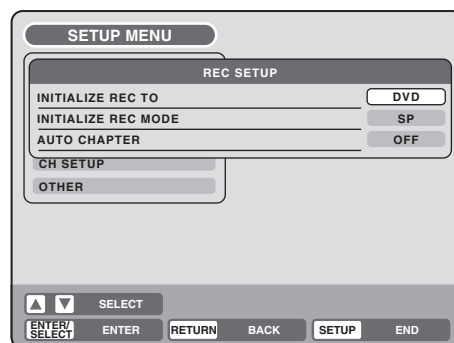 SETUP MENU
REC SETUP
INITIALIZE REC TO DVD
INITIALIZE REC MODE SP
AUTO CHAPTER OFF
CH SETUP
OTHER
SELECT
ENTER/
SELECT ENTER RETURN BACK SETUP END